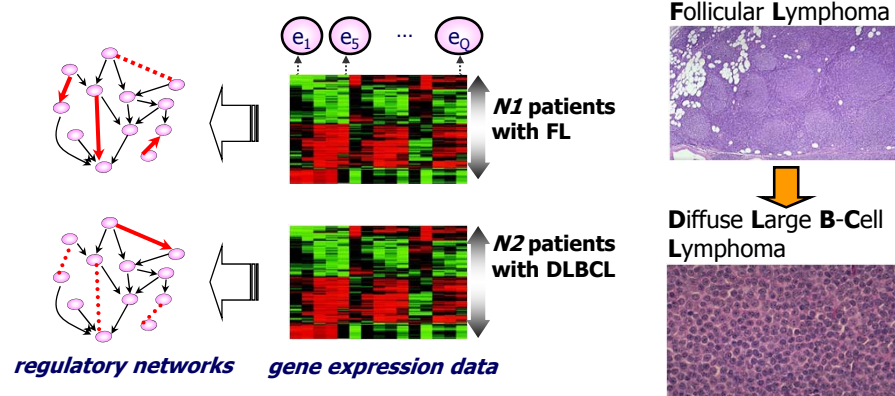 e1 e5 ... eQ
N1 patients
with FL
N2 patients
with DLBCL
regulatory networks
gene expression data
Follicular Lymphoma
Diffuse Large B-Cell
Lymphoma